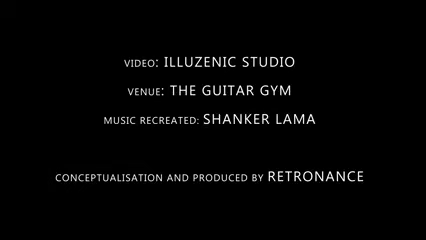 VIDEO: ILLUZENIC STUDIO
VENUE: THE GUITAR GYM
MUSIC RECREATED: SHANKER LAMA
CONCEPTUALISATION AND PRODUCED BY RETRONANCE